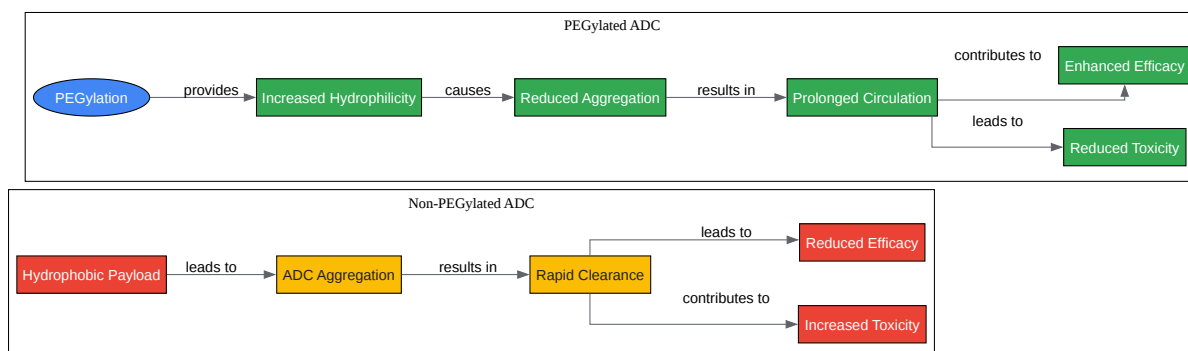 PEGylated ADC
contributes to
Enhanced Efficacy
PEGylation
provides
Increased Hydrophilicity
causes
Reduced Aggregation
results in
Prolonged Circulation
leads to
Reduced Toxicity
Non-PEGylated ADC
leads to
Reduced Efficacy
Hydrophobic Payload
leads to
ADC Aggregation
results in
Rapid Clearance
contributes to
Increased Toxicity